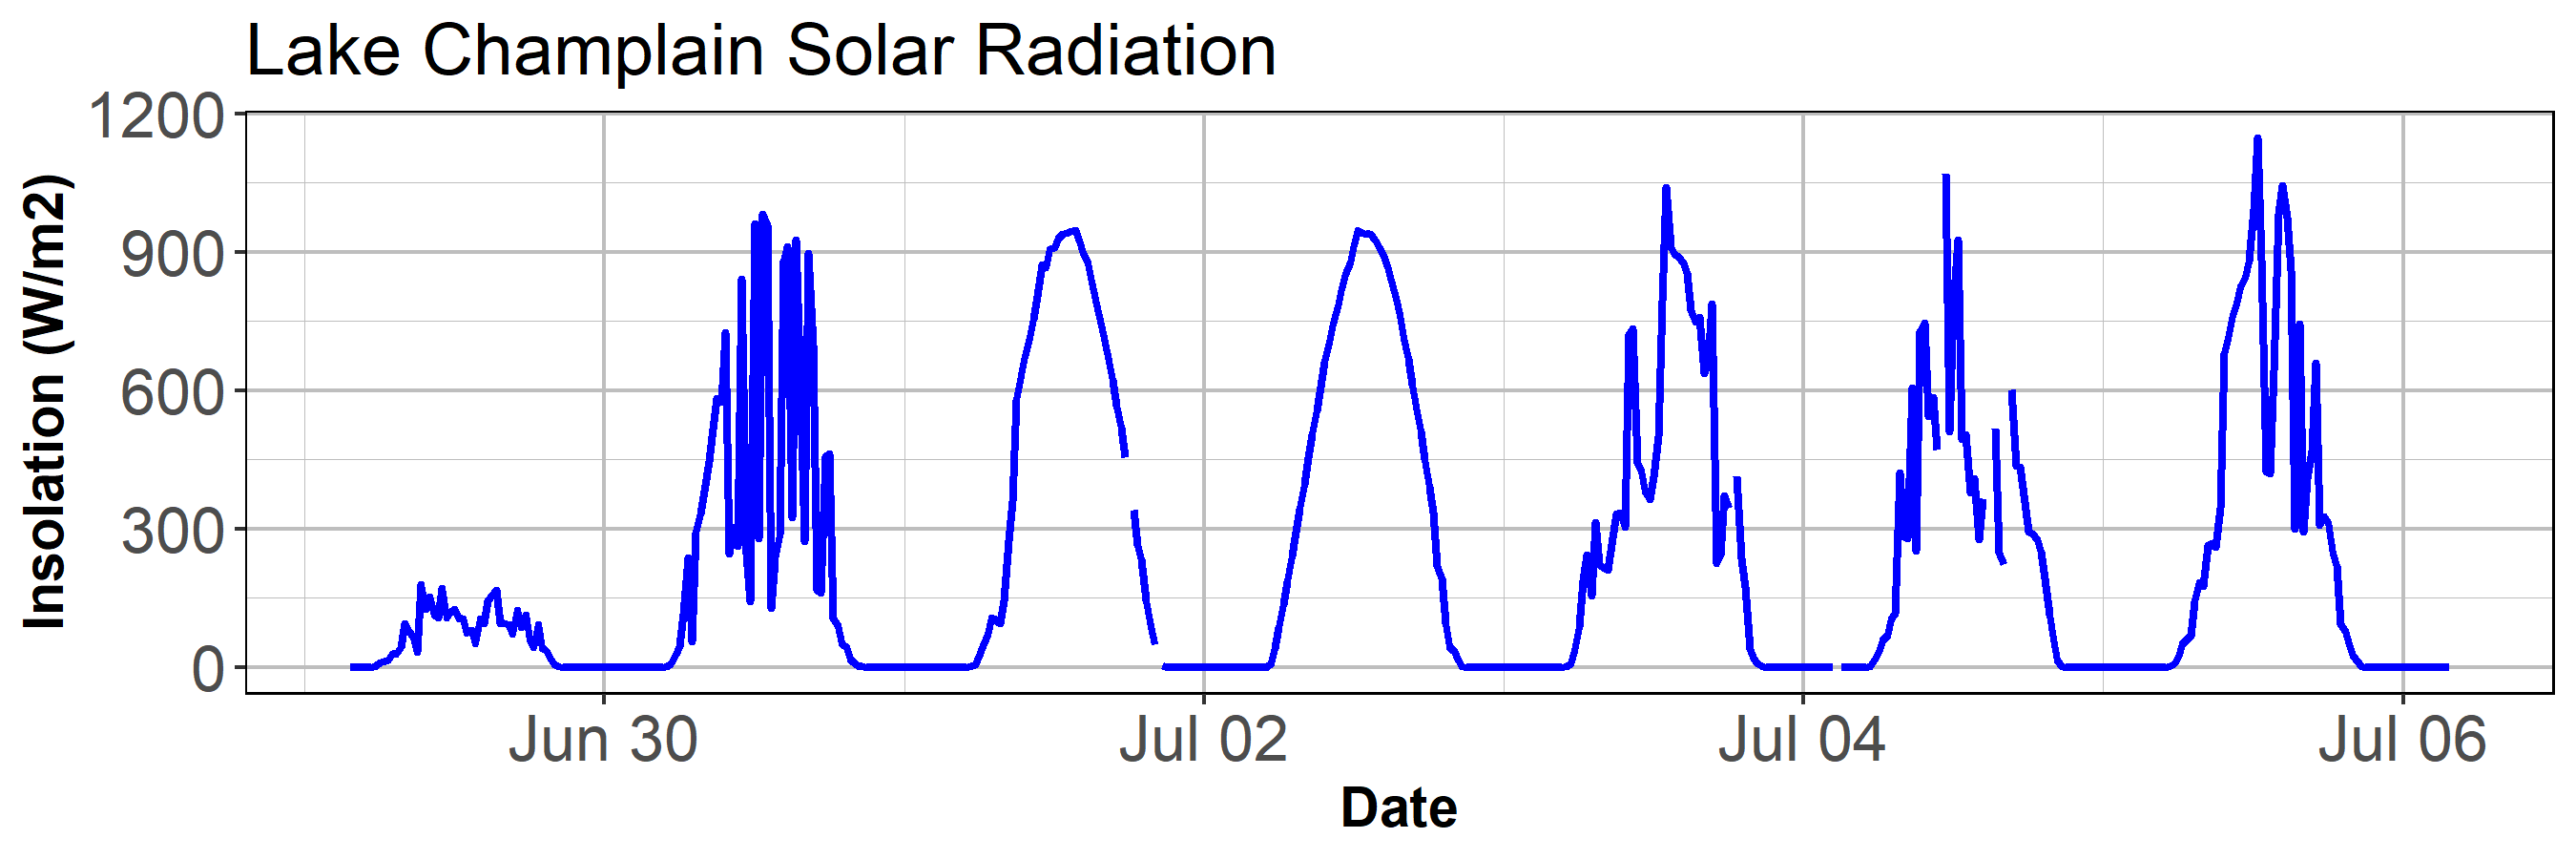 Lake Champlain Solar Radiation
1200
900
600
300
0
Insolation (W/m2)
Jun 30 Jul 02 Jul 04 Jul 06
Date